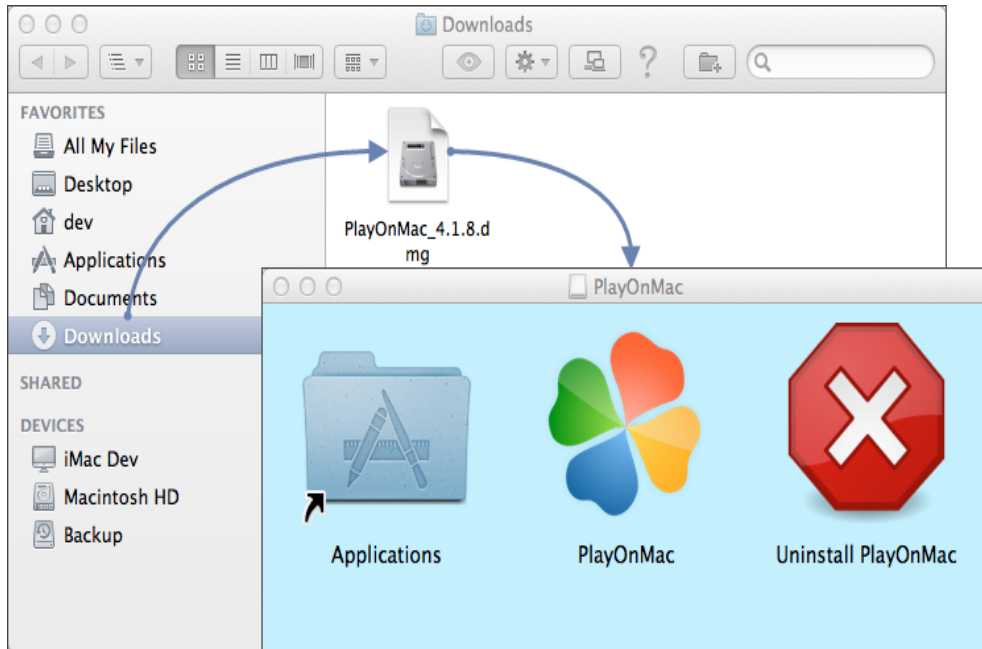 Downloads
FAVORITES
All My Files
Desktop
dev
Applications
Documents
Downloads
SHARED
DEVICES
iMac Dev
Macintosh HD
Backup
PlayOnMac_4.1.8.d
mg
PlayOnMac
Applications
PlayOnMac
Uninstall PlayOnMac